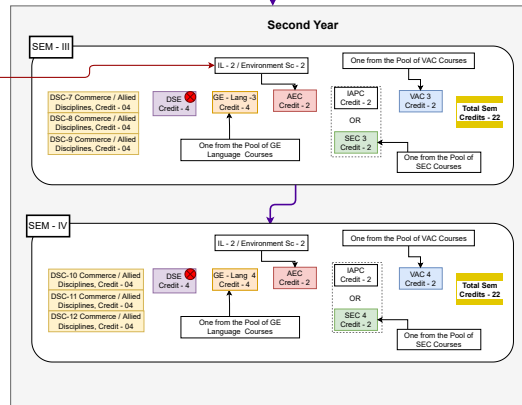 Second Year
SEM - III
IL - 2 / Environment Sc - 2
One from the Pool of VAC Courses
DSC-7 Commerce / Allied
Disciplines, Credit - 04
DSC-8 Commerce / Allied
Disciplines, Credit - 04
DSC-9 Commerce / Allied
Disciplines, Credit - 04
DSE
Credit - 4
GE - Lang -3
Credit - 4
AEC
Credit - 2
IAPC
Credit - 2
OR
SEC 3
Credit - 2
VAC 3
Credit - 2
Total Sem
Credits - 22
One from the Pool of GE
Language Courses
One from the Pool of
SEC Courses
SEM - IV
IL - 2 / Environment Sc - 2
One from the Pool of VAC Courses
DSC-10 Commerce / Allied
Disciplines, Credit - 04
DSC-11 Commerce / Allied
Disciplines, Credit - 04
DSC-12 Commerce / Allied
Disciplines, Credit - 04
DSE
Credit - 4
GE - Lang 4
Credit - 4
AEC
Credit - 2
IAPC
Credit - 2
OR
SEC 4
Credit - 2
VAC 4
Credit - 2
Total Sem
Credits - 22
One from the Pool of GE
Language Courses
One from the Pool of
SEC Courses